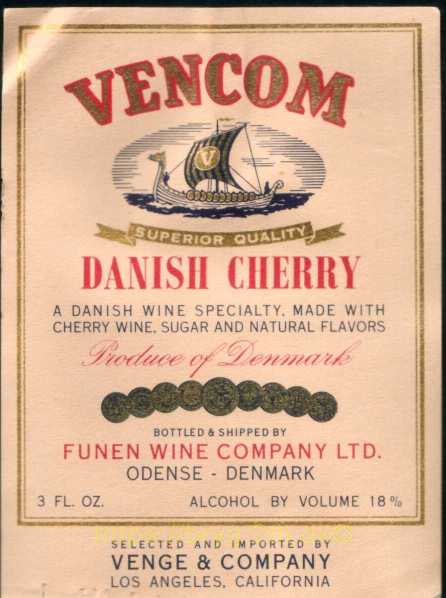 VENCOM
V
SUPERIOR QUALITY
DANISH CHERRY
A DANISH WINE SPECIALTY, MADE WITH
CHERRY WINE, SUGAR AND NATURAL FLAVORS
Produce of Denmark
BOTTLED & SHIPPED BY
FUNEN WINE COMPANY LTD.
ODENSE - DENMARK
3 FL. OZ. ALCOHOL BY VOLUME 18%
SELECTED AND IMPORTED BY
VENGE & COMPANY
LOS ANGELES, CALIFORNIA